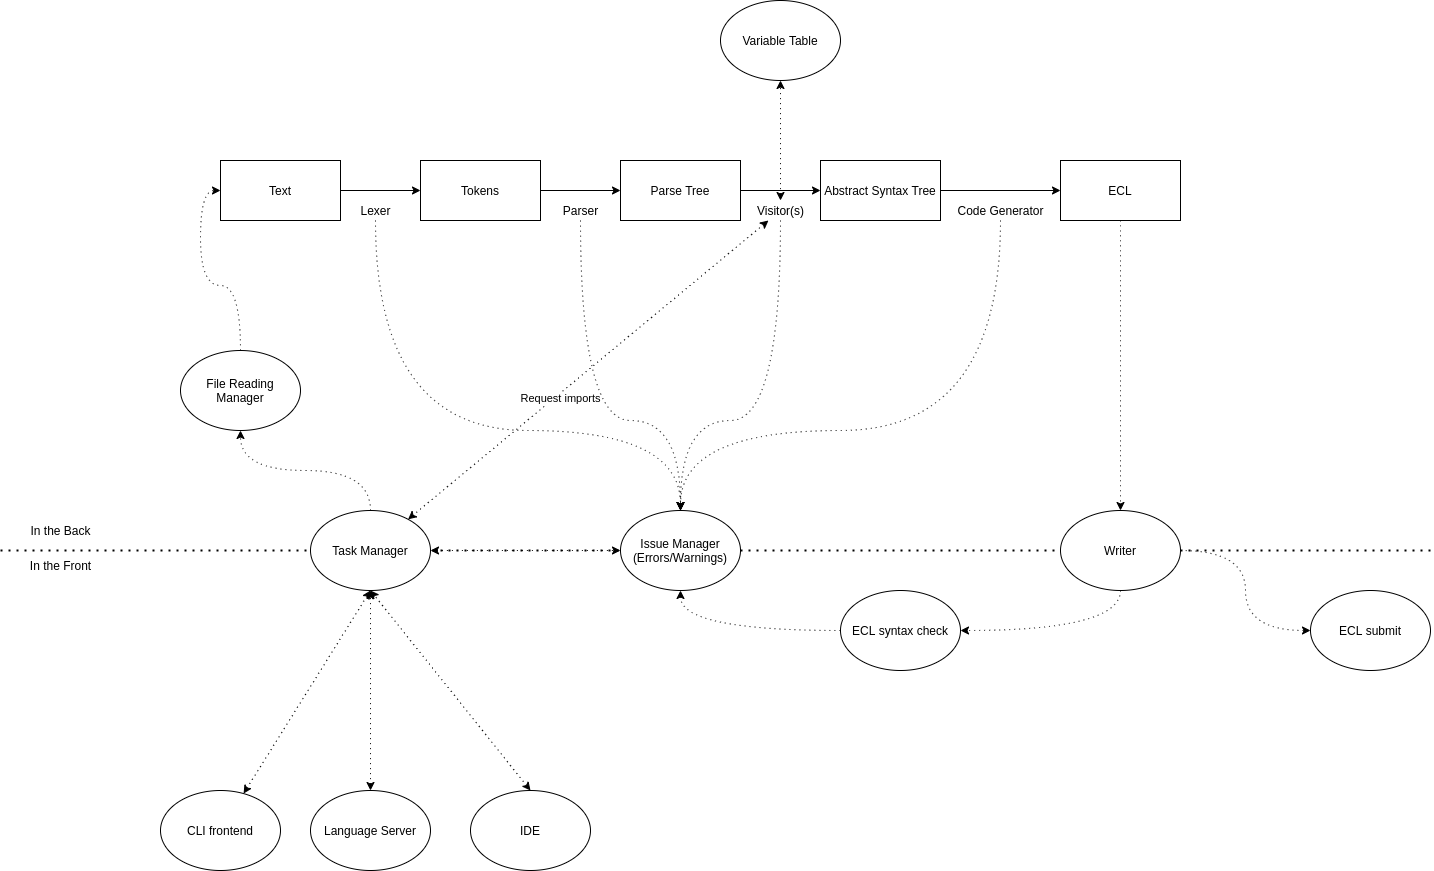 Variable Table
Text
Tokens
Parse Tree
Abstract Syntax Tree
ECL
Lexer
Parser
Visitor(s)
Code Generator
File Reading
Manager
Request imports
In the Back
In the Front
Task Manager
Issue Manager
(Errors/Warnings)
Writer
ECL syntax check
ECL submit
CLI frontend
Language Server
IDE